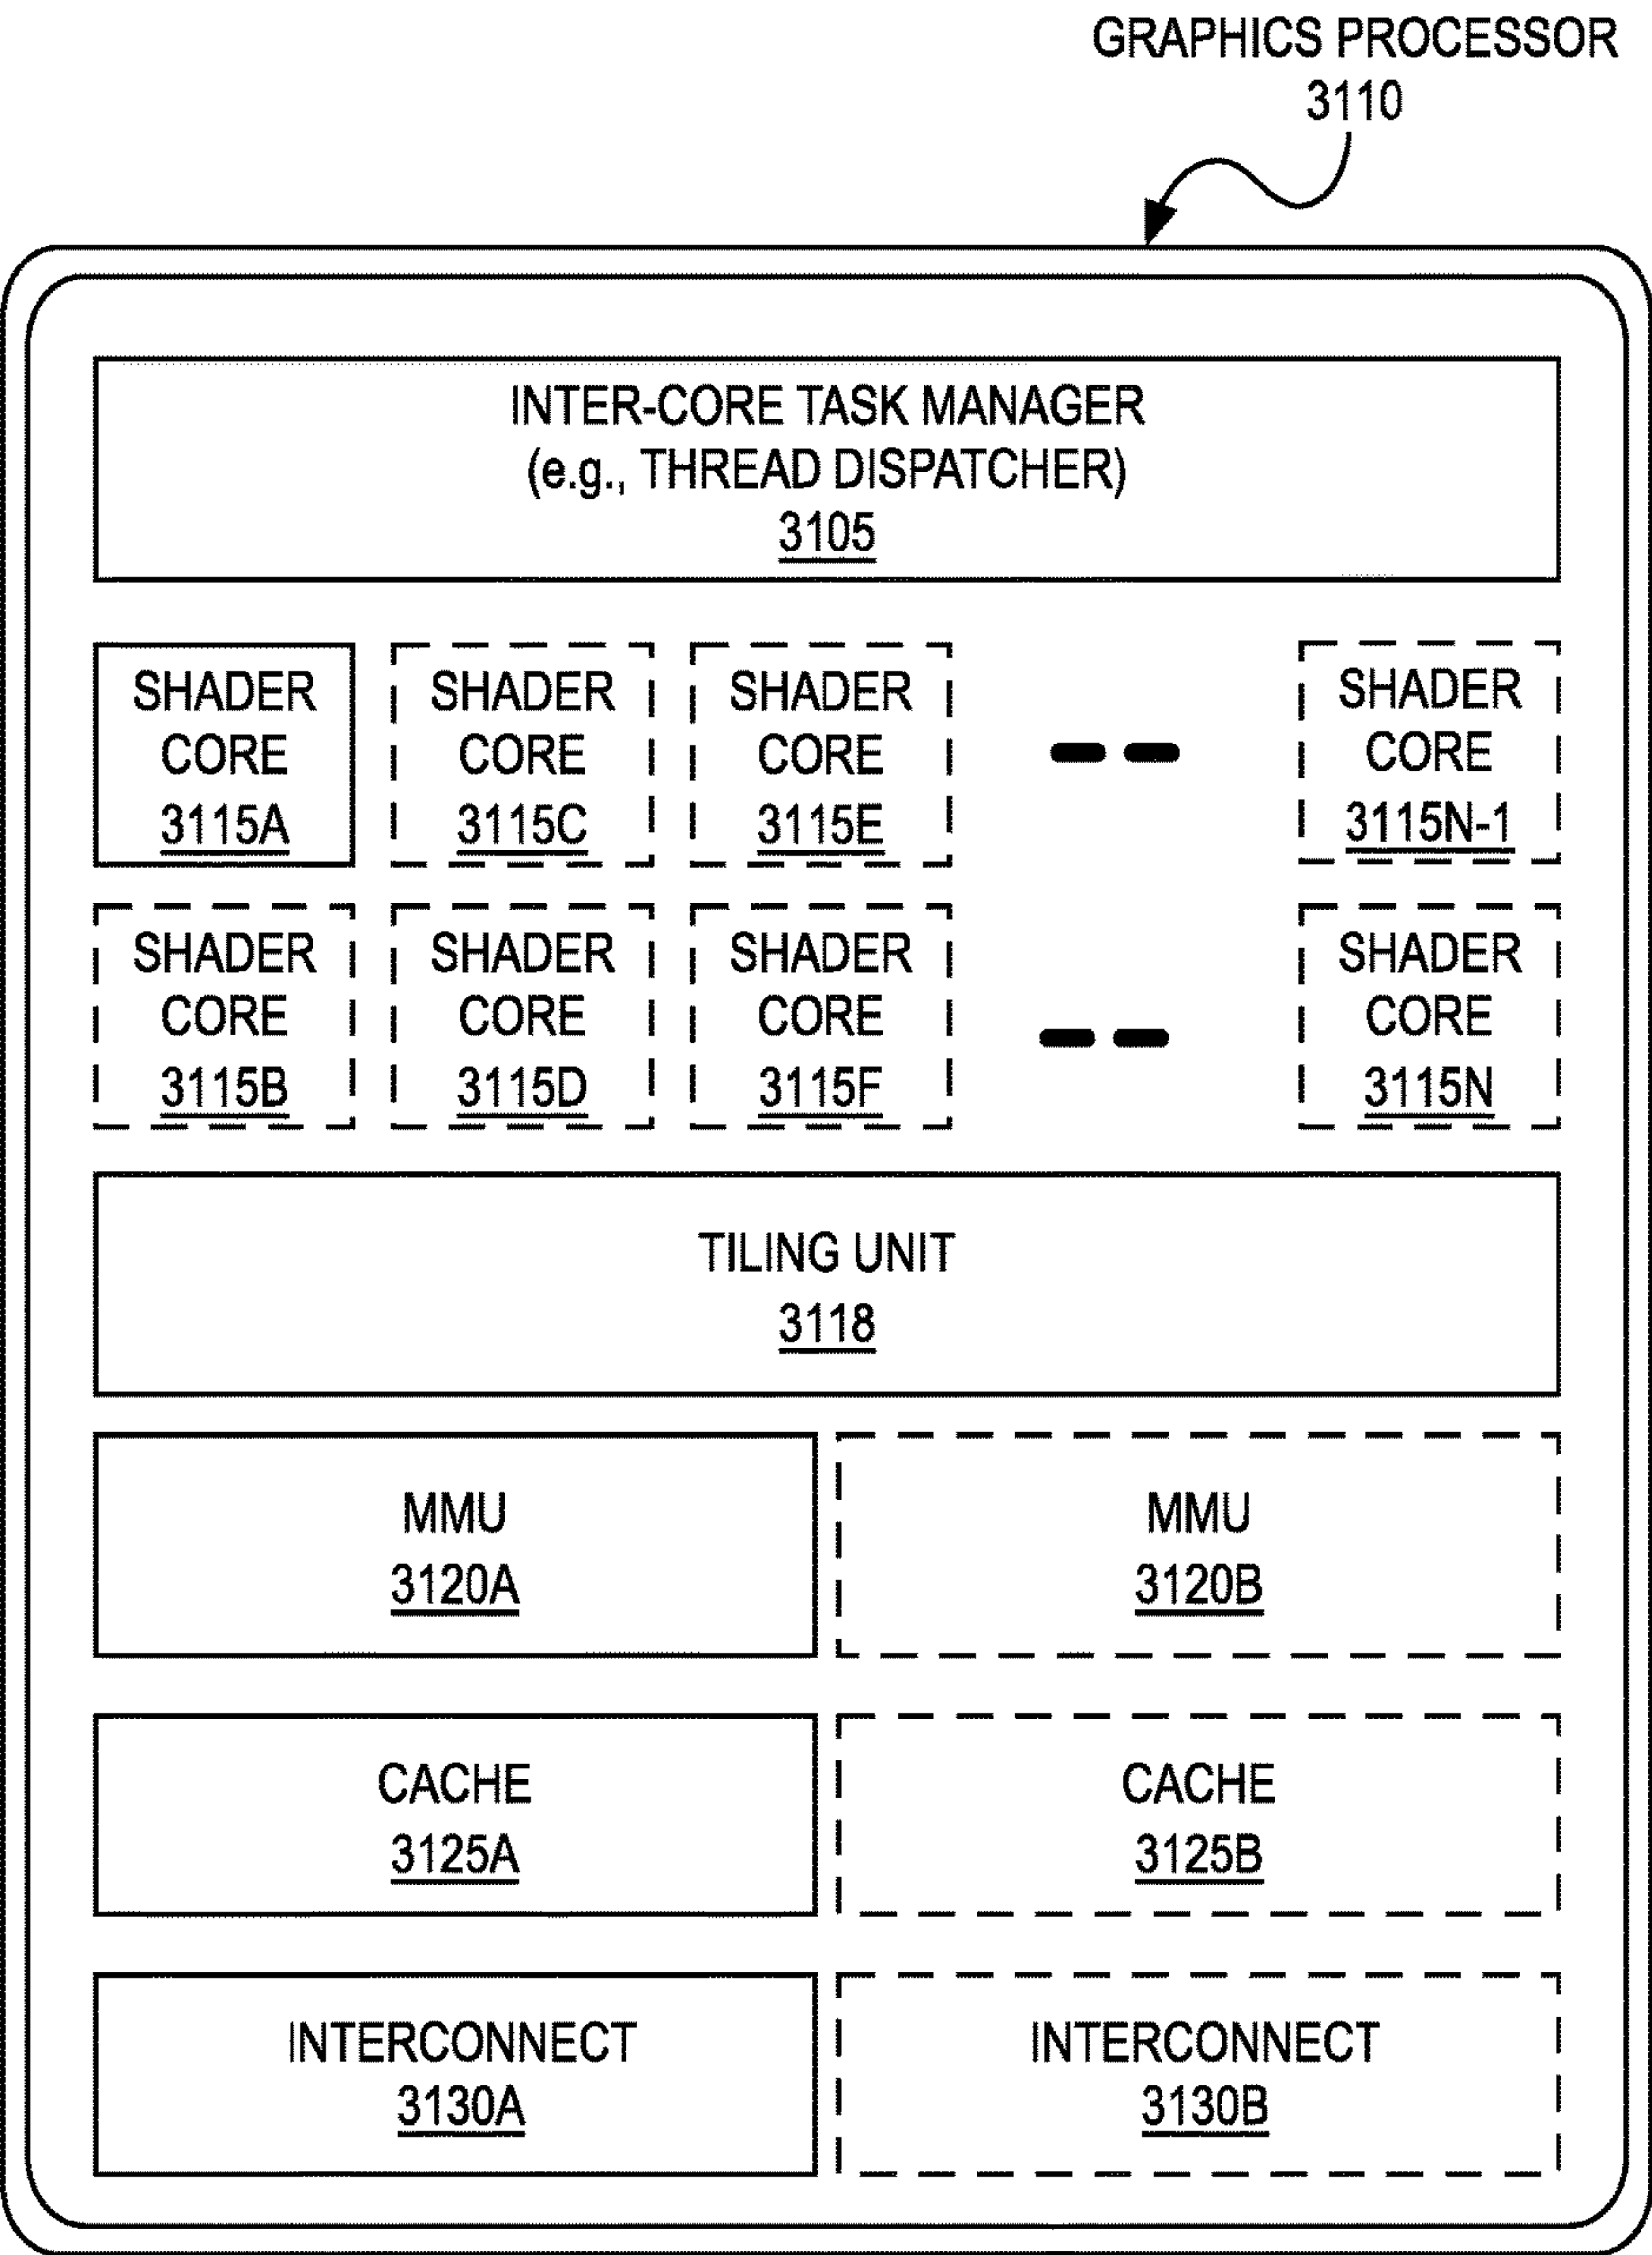 GRAPHICS PROCESSOR
3110
INTER-CORE TASK MANAGER
(e.g., THREAD DISPATCHER)
3105
SHADER
CORE
3115A
SHADER
CORE
3115C
SHADER
CORE
3115E
SHADER
CORE
3115N-1
SHADER
CORE
3115B
SHADER
CORE
3115D
SHADER
CORE
3115F
SHADER
CORE
3115N
TILING UNIT
3118
MMU
3120A
MMU
3120B
CACHE
3125A
CACHE
3125B
INTERCONNECT
3130A
INTERCONNECT
3130B